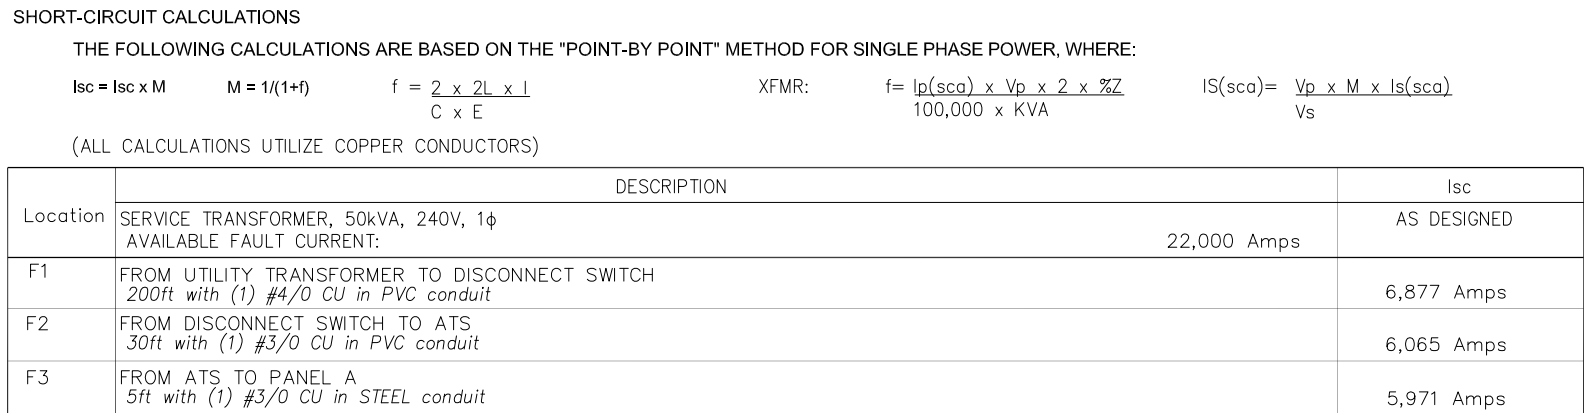 SHORT-CIRCUIT CALCULATIONS
THE FOLLOWING CALCULATIONS ARE BASED ON THE "POINT-BY POINT" METHOD FOR SINGLE PHASE POWER, WHERE:
Isc = Isc x M M = 1/(1+f) f = 2 x 2L x I XFMR: f= Ip(sca) x Vp x 2 x %Z IS(sca)= Vp x M x Is(sca)
C x E 100,000 x KVA Vs
(ALL CALCULATIONS UTILIZE COPPER CONDUCTORS)
Location DESCRIPTION Isc
SERVICE TRANSFORMER, 50kVA, 240V, 1ϕ AS DESIGNED
AVAILABLE FAULT CURRENT: 22,000 Amps
F1 FROM UTILITY TRANSFORMER TO DISCONNECT SWITCH
200ft with (1) #4/0 CU in PVC conduit 6,877 Amps
F2 FROM DISCONNECT SWITCH TO ATS
30ft with (1) #3/0 CU in PVC conduit 6,065 Amps
F3 FROM ATS TO PANEL A
5ft with (1) #3/0 CU in STEEL conduit 5,971 Amps